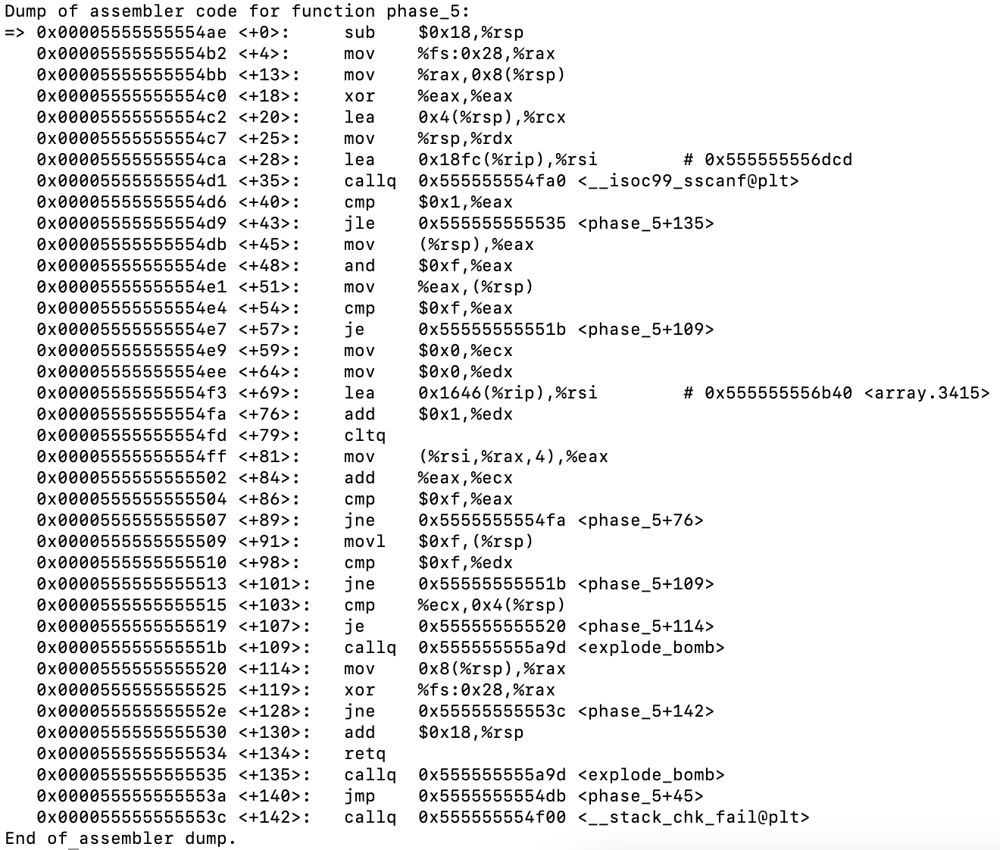 Dump of assembler code for function phase_5:
=> 0x00005555555554ae <+0>:     sub    $0x18,%rsp
   0x00005555555554b2 <+4>:     mov    %fs:0x28,%rax
   0x00005555555554bb <+13>:    mov    %rax,0x8(%rsp)
   0x00005555555554c0 <+18>:    xor    %eax,%eax
   0x00005555555554c2 <+20>:    lea    0x4(%rsp),%rcx
   0x00005555555554c7 <+25>:    mov    %rsp,%rdx
   0x00005555555554ca <+28>:    lea    0x18fc(%rip),%rsi        # 0x555555556dcd
   0x00005555555554d1 <+35>:    callq  0x555555554fa0 <__isoc99_sscanf@plt>
   0x00005555555554d6 <+40>:    cmp    $0x1,%eax
   0x00005555555554d9 <+43>:    jle    0x555555555535 <phase_5+135>
   0x00005555555554db <+45>:    mov    (%rsp),%eax
   0x00005555555554de <+48>:    and    $0xf,%eax
   0x00005555555554e1 <+51>:    mov    %eax,(%rsp)
   0x00005555555554e4 <+54>:    cmp    $0xf,%eax
   0x00005555555554e7 <+57>:    je     0x55555555551b <phase_5+109>
   0x00005555555554e9 <+59>:    mov    $0x0,%ecx
   0x00005555555554ee <+64>:    mov    $0x0,%edx
   0x00005555555554f3 <+69>:    lea    0x1646(%rip),%rsi        # 0x555555556b40 <array.3415>
   0x00005555555554fa <+76>:    add    $0x1,%edx
   0x00005555555554fd <+79>:    cltq
   0x00005555555554ff <+81>:    mov    (%rsi,%rax,4),%eax
   0x0000555555555502 <+84>:    add    %eax,%ecx
   0x0000555555555504 <+86>:    cmp    $0xf,%eax
   0x0000555555555507 <+89>:    jne    0x5555555554fa <phase_5+76>
   0x0000555555555509 <+91>:    movl   $0xf,(%rsp)
   0x0000555555555510 <+98>:    cmp    $0xf,%edx
   0x0000555555555513 <+101>:   jne    0x55555555551b <phase_5+109>
   0x0000555555555515 <+103>:   cmp    %ecx,0x4(%rsp)
   0x0000555555555519 <+107>:   je     0x555555555520 <phase_5+114>
   0x000055555555551b <+109>:   callq  0x555555555a9d <explode_bomb>
   0x0000555555555520 <+114>:   mov    0x8(%rsp),%rax
   0x0000555555555525 <+119>:   xor    %fs:0x28,%rax
   0x000055555555552e <+128>:   jne    0x55555555553c <phase_5+142>
   0x0000555555555530 <+130>:   add    $0x18,%rsp
   0x0000555555555534 <+134>:   retq
   0x0000555555555535 <+135>:   callq  0x555555555a9d <explode_bomb>
   0x000055555555553a <+140>:   jmp    0x5555555554db <phase_5+45>
   0x000055555555553c <+142>:   callq  0x555555554f00 <__stack_chk_fail@plt>
End of assembler dump.